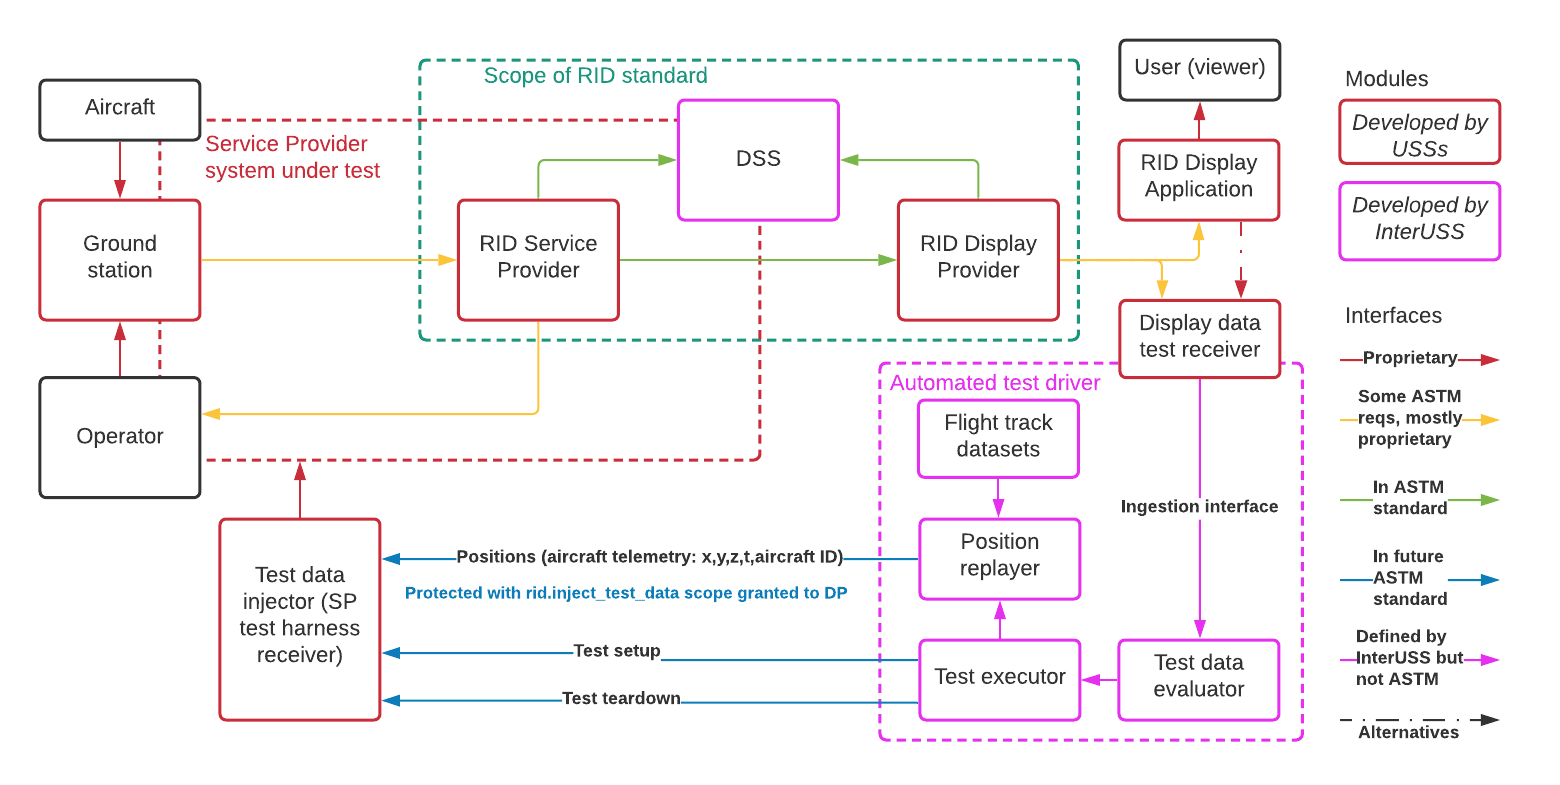 Aircraft
Service Provider
system under test
Ground
station
Operator
Scope of RID standard
DSS
RID Service
Provider
RID Display
Provider
User (viewer)
RID Display
Application
Display data
test receiver
Automated test driver
Flight track
datasets
Position
replayer
Ingestion interface
Test executor
Test data
evaluator
Test data
injector (SP
test harness
receiver)
Positions (aircraft telemetry: x,y,z,t,aircraft ID)
Protected with rid.inject_test_data scope granted to DP
Test setup
Test teardown
Modules
Developed by
USSs
Developed by
InterUSS
Interfaces
Proprietary
Some ASTM
reqs, mostly
proprietary
In ASTM
standard
In future
ASTM
standard
Defined by
InterUSS but
not ASTM
Alternatives